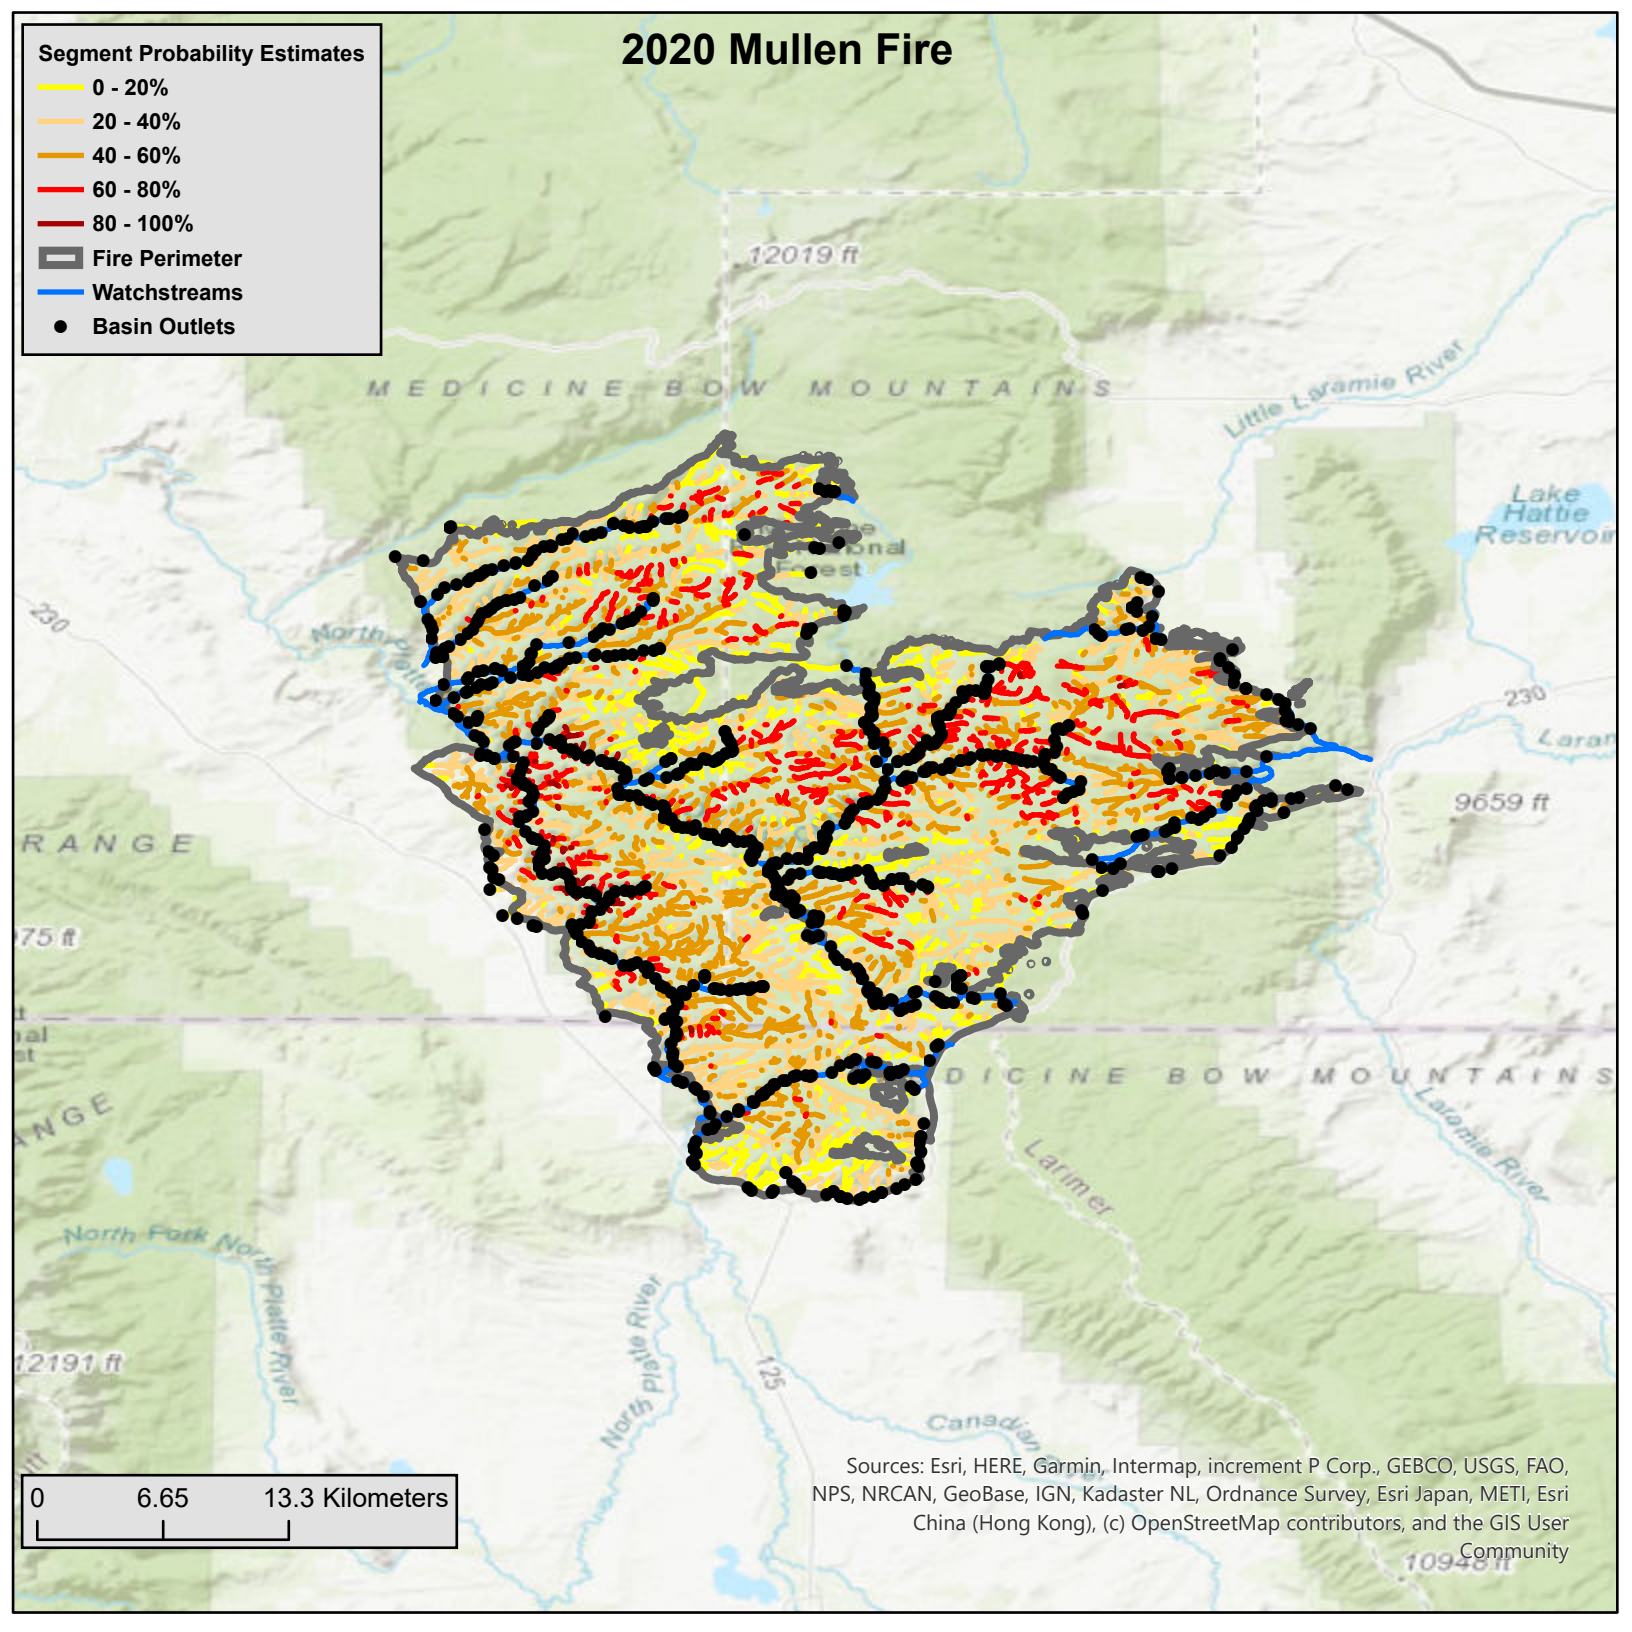 2020 Mullen Fire
Segment Probability Estimates
0 - 20%
20 - 40%
40 - 60%
60 - 80%
80 - 100%
Fire Perimeter
Watchstreams
Basin Outlets
12019 ft
MEDICINE BOW MOUNTAINS
Little Laramie River
Lake
Hattie
Reservoir
Forest
230
North Platte
230
Laram
9659 ft
RANGE
75 ft
DICINE BOW MOUNTAINS
ANGE
Larimer
Laramie River
North Fork North Platte River
12191 ft
North Platte River
125
Canadian
10948 ft
0 6.65 13.3 Kilometers
Sources: Esri, HERE, Garmin, Intermap, increment P Corp., GEBCO, USGS, FAO,
NPS, NRCAN, GeoBase, IGN, Kadaster NL, Ordnance Survey, Esri Japan, METI, Esri
China (Hong Kong), (c) OpenStreetMap contributors, and the GIS User
Community